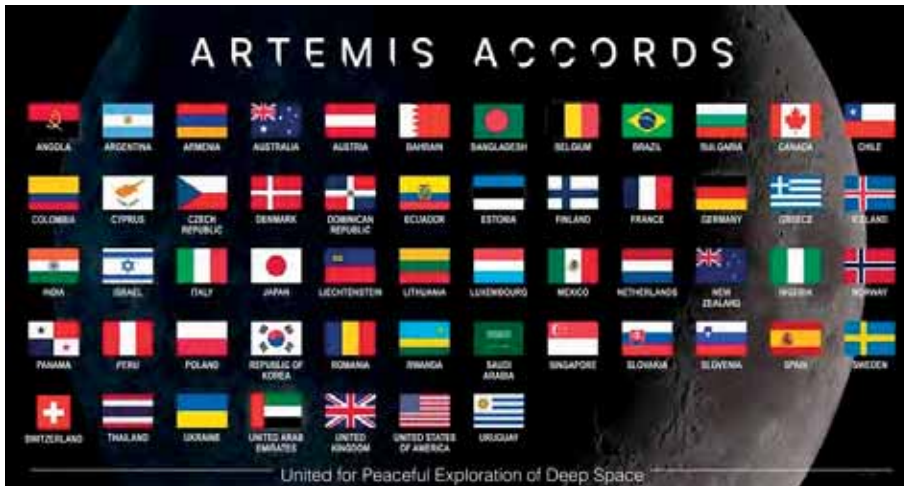 ARTEMIS ACCORDS
ANGOLA ARGENTINA ARMENIA AUSTRALIA AUSTRIA BAHRAIN BANGLADESH BELGIUM BRAZIL BULGARIA CANADA CHILE
COLOMBIA CYPRUS CZECH REPUBLIC DENMARK DOMINICAN REPUBLIC ECUADOR ESTONIA FINLAND FRANCE GERMANY GREECE ICELAND
INDIA ISRAEL ITALY JAPAN LIECHTENSTEIN LITHUANIA LUXEMBOURG MEXICO NETHERLANDS NEW ZEALAND NIGERIA NORWAY
PANAMA PERU POLAND REPUBLIC OF KOREA ROMANIA RWANDA SAUDI ARABIA SINGAPORE SLOVAKIA SLOVENIA SPAIN SWEDEN
SWITZERLAND THAILAND UKRAINE UNITED ARAB EMIRATES UNITED KINGDOM UNITED STATES OF AMERICA URUGUAY
United for Peaceful Exploration of Deep Space